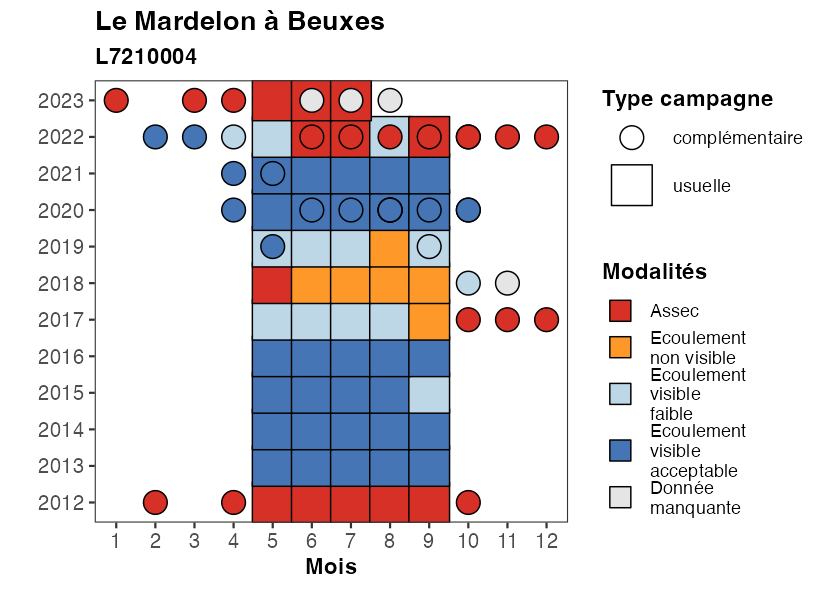 Le Mardelon à Beuxes
L7210004
2023
2022
2021
2020
2019
2018
2017
2016
2015
2014
2013
2012
1 2 3 4 5 6 7 8 9 10 11 12
Mois
Type campagne
complémentaire
usuelle
Modalités
Assec
Ecoulement
non visible
Ecoulement
visible
faible
Ecoulement
visible
acceptable
Donnée
manquante